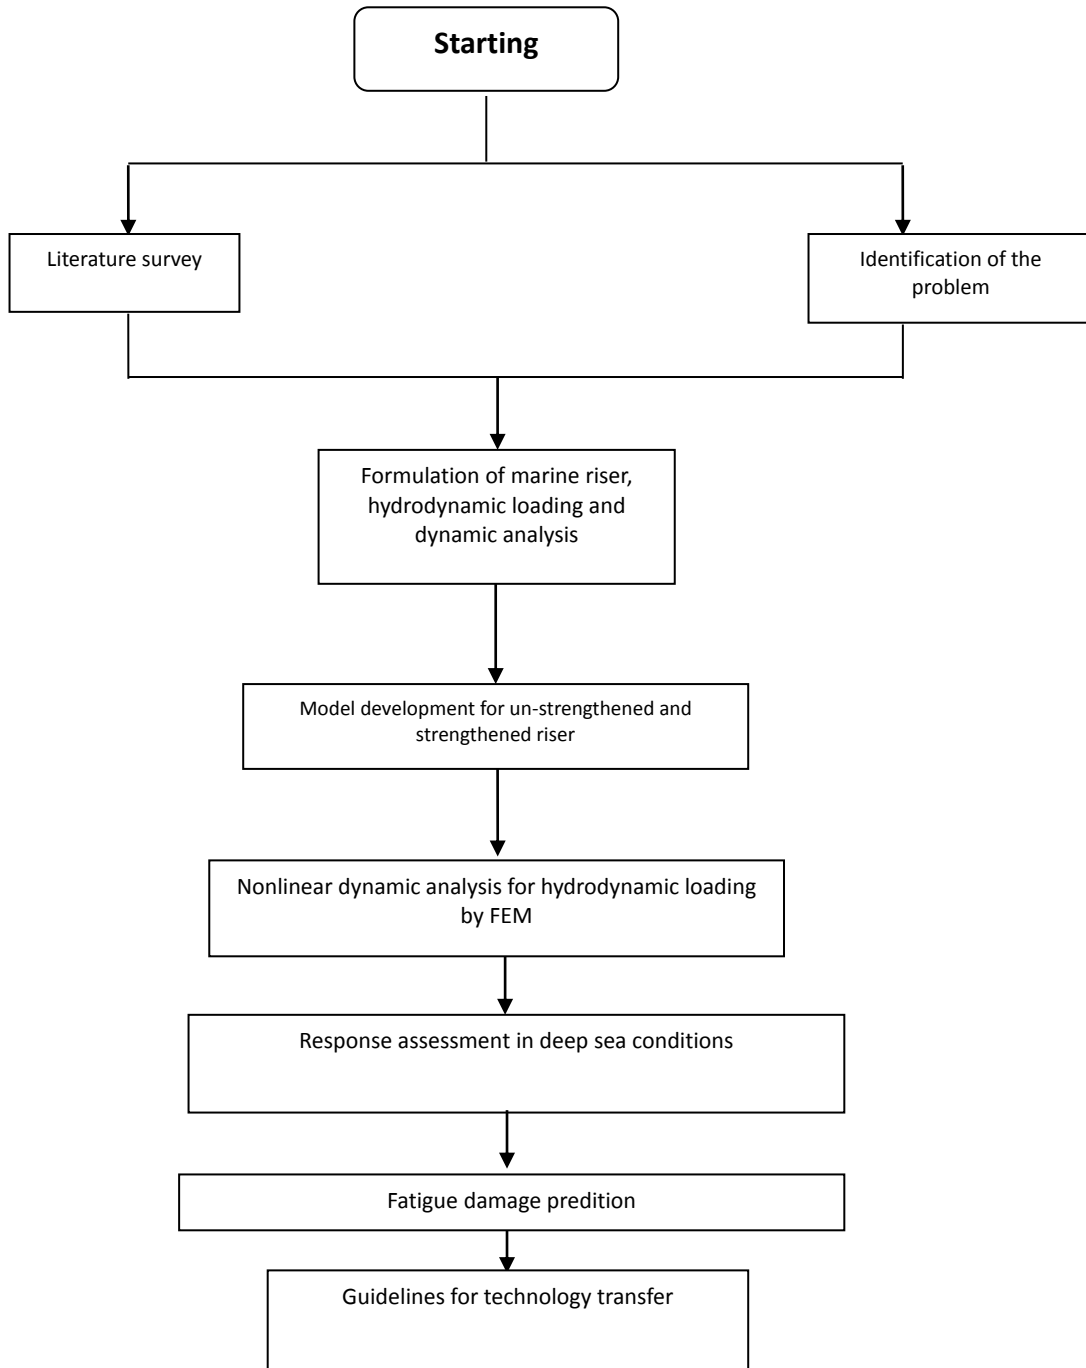 Starting
Literature survey
Identification of the
problem
Formulation of marine riser,
hydrodynamic loading and
dynamic analysis
Model development for un-strengthened and
strengthened riser
Nonlinear dynamic analysis for hydrodynamic loading
by FEM
Response assessment in deep sea conditions
Fatigue damage predition
Guidelines for technology transfer